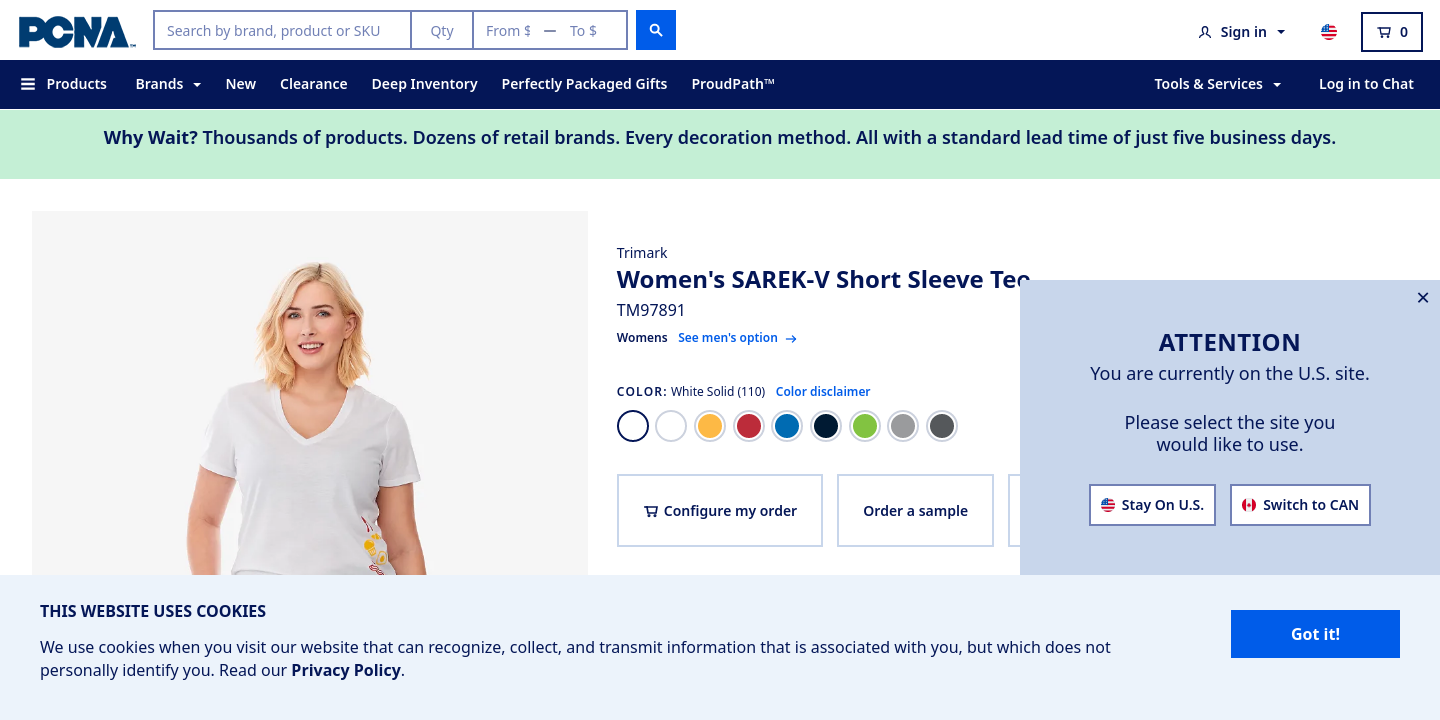 PCNA™
Search by brand, product or SKU
Qty
From $ — To $
Sign in
0
Products
Brands
New
Clearance
Deep Inventory
Perfectly Packaged Gifts
ProudPath™
Tools & Services
Log in to Chat
Why Wait? Thousands of products. Dozens of retail brands. Every decoration method. All with a standard lead time of just five business days.
Trimark
Women's SAREK-V Short Sleeve Tee
TM97891
Womens See men's option →
COLOR: White Solid (110) Color disclaimer
Configure my order
Order a sample
ATTENTION
You are currently on the U.S. site.
Please select the site you
would like to use.
Stay On U.S.
Switch to CAN
THIS WEBSITE USES COOKIES
We use cookies when you visit our website that can recognize, collect, and transmit information that is associated with you, but which does not
personally identify you. Read our Privacy Policy.
Got it!